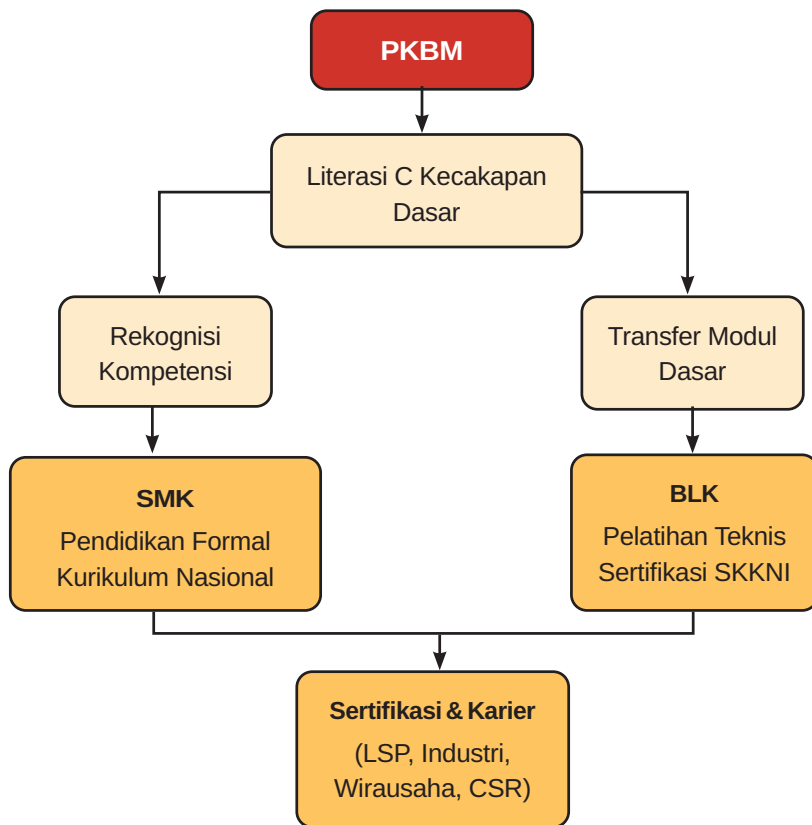 PKBM
Literasi C Kecakapan
Dasar
Rekognisi
Kompetensi
Transfer Modul
Dasar
SMK
Pendidikan Formal
Kurikulum Nasional
BLK
Pelatihan Teknis
Sertifikasi SKKNI
Sertifikasi & Karier
(LSP, Industri,
Wirausaha, CSR)